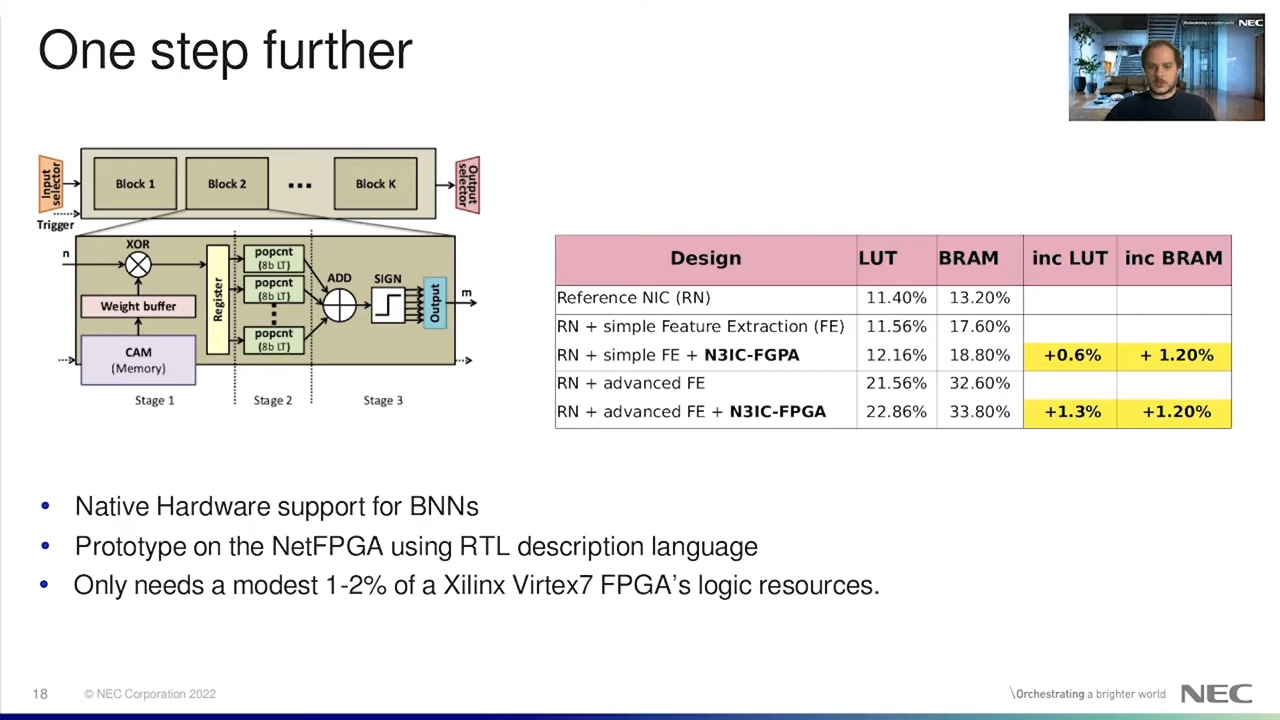 One step further
\Orchestrating a brighter world NEC
Input selector
Block 1
Block 2
...
Block K
Output selector
Trigger
n
XOR
Weight buffer
CAM
(Memory)
Register
popcnt
(8b LT)
popcnt
(8b LT)
popcnt
(8b LT)
ADD
SIGN
Output
m
Stage 1
Stage 2
Stage 3
Design LUT BRAM inc LUT inc BRAM
Reference NIC (RN) 11.40% 13.20%
RN + simple Feature Extraction (FE) 11.56% 17.60%
RN + simple FE + N3IC-FGPA 12.16% 18.80% +0.6% + 1.20%
RN + advanced FE 21.56% 32.60%
RN + advanced FE + N3IC-FPGA 22.86% 33.80% +1.3% +1.20%
• Native Hardware support for BNNs
• Prototype on the NetFPGA using RTL description language
• Only needs a modest 1-2% of a Xilinx Virtex7 FPGA's logic resources.
18 © NEC Corporation 2022
\Orchestrating a brighter world NEC